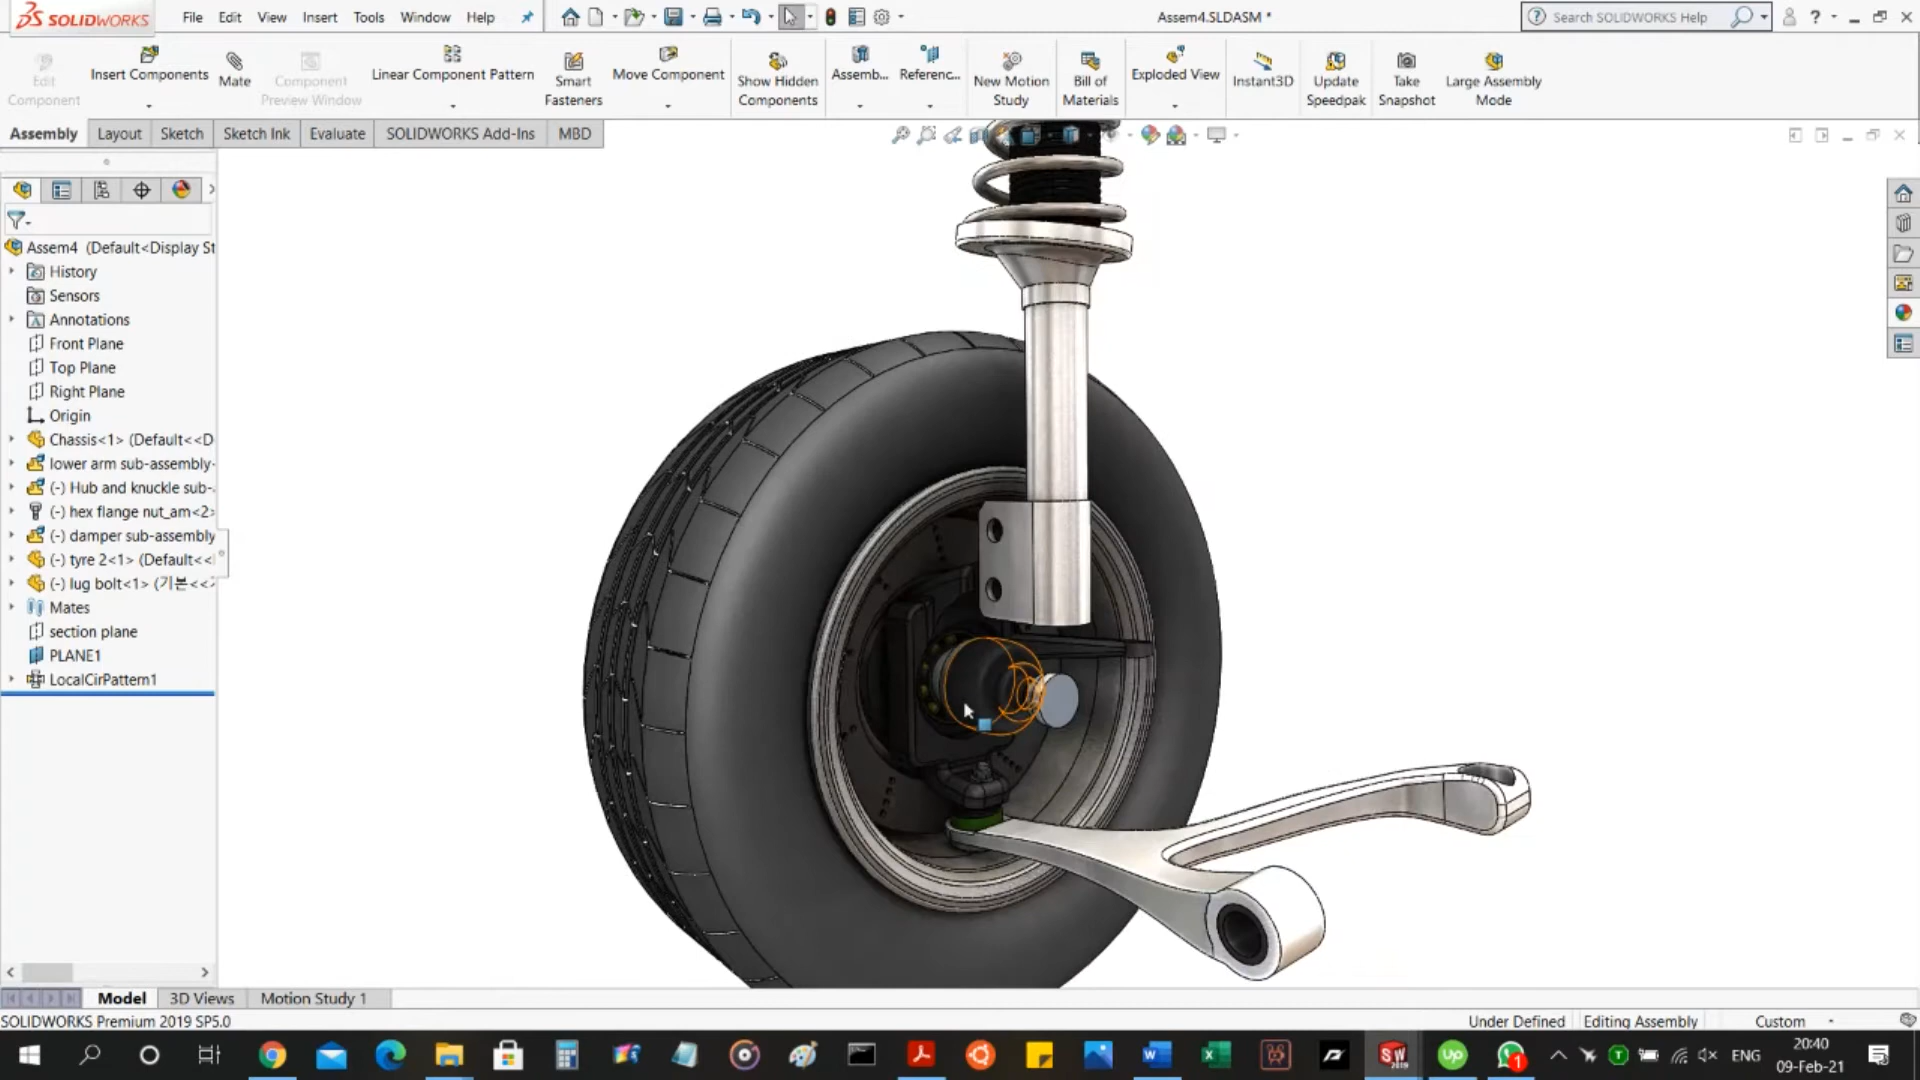 SOLIDWORKS File Edit View Insert Tools Window Help Assem4.SLDASM * Search SOLIDWORKS Help ?
Edit Component
Insert Components
Mate
Component Preview Window
Linear Component Pattern
Smart Fasteners
Move Component
Show Hidden Components
Assemb...
Referenc...
New Motion Study
Bill of Materials
Exploded View
Instant3D
Update Speedpak
Take Snapshot
Large Assembly Mode
Assembly Layout Sketch Sketch Ink Evaluate SOLIDWORKS Add-Ins MBD
Assem4 (Default<Display St
History
Sensors
Annotations
Front Plane
Top Plane
Right Plane
Origin
Chassis<1> (Default<<D
lower arm sub-assembly-
(-) Hub and knuckle sub-
(-) hex flange nut_am<2>
(-) damper sub-assembly
(-) tyre 2<1> (Default<<
(-) lug bolt<1> (기본<<
Mates
section plane
PLANE1
LocalCirPattern1
Model 3D Views Motion Study 1
SOLIDWORKS Premium 2019 SP5.0 Under Defined Editing Assembly Custom
SW 2019 Up 1 T ENG 20:40
09-Feb-21